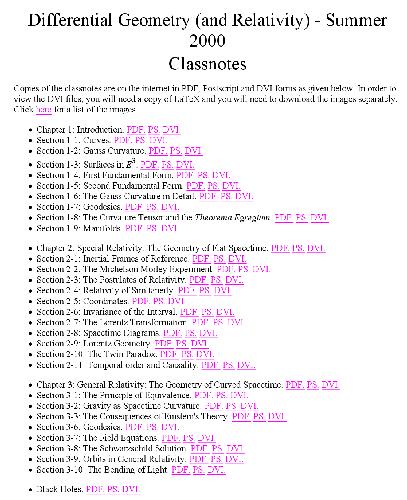 Differential Geometry (and Relativity) - Summer
2000
Classnotes
Copies of the classnotes are on the internet in PDF, Postscript and DVI forms as given below. In order to
view the DVI files, you will need a copy of LaTeX and you will need to download the images separately.
Click here for a list of the images.
Chapter 1: Introduction. PDF. PS. DVI.
Section 1-1: Curves. PDF. PS. DVI.
Section 1-2: Gauss Curvature. PDF. PS. DVI.
Section 1-3: Surfaces in E³. PDF. PS. DVI.
Section 1-4: First Fundamental Form. PDF. PS. DVI.
Section 1-5: Second Fundamental Form. PDF. PS. DVI.
Section 1-6: The Gauss Curvature in Detail. PDF. PS. DVI.
Section 1-7: Geodesics. PDF. PS. DVI.
Section 1-8: The Curvature Tensor and the Theorema Egregium. PDF. PS. DVI.
Section 1-9: Manifolds. PDF. PS. DVI.
Chapter 2: Special Relativity: The Geometry of Flat Spacetime. PDF. PS. DVI.
Section 2-1: Inertial Frames of Reference. PDF. PS. DVI.
Section 2-2: The Michelson Morley Experiment. PDF. PS. DVI.
Section 2-3: The Postulates of Relativity. PDF. PS. DVI.
Section 2-4: Relativity of Simultaneity. PDF. PS. DVI.
Section 2-5: Coordinates. PDF. PS. DVI.
Section 2-6: Invariance of the Interval. PDF. PS. DVI.
Section 2-7: The Lorentz Transformation. PDF. PS. DVI.
Section 2-8: Spacetime Diagrams. PDF. PS. DVI.
Section 2-9: Lorentz Geometry. PDF. PS. DVI.
Section 2-10: The Twin Paradox. PDF. PS. DVI.
Section 2-11: Temporal order and Causality. PDF. PS. DVI.
Chapter 3: General Relativity: The Geometry of Curved Spacetime. PDF. PS. DVI.
Section 3-1: The Principle of Equivalence. PDF. PS. DVI.
Section 3-2: Gravity as Spacetime Curvature. PDF. PS. DVI.
Section 3-3: The Consequences of Einstein's Theory. PDF. PS. DVI.
Section 3-6: Geodesics. PDF. PS. DVI.
Section 3-7: The Field Equations. PDF. PS. DVI.
Section 3-8: The Schwarzschild Solution. PDF. PS. DVI.
Section 3-9: Orbits in General Relativity. PDF. PS. DVI.
Section 3-10: The Bending of Light. PDF. PS. DVI.
Black Holes. PDF. PS. DVI.